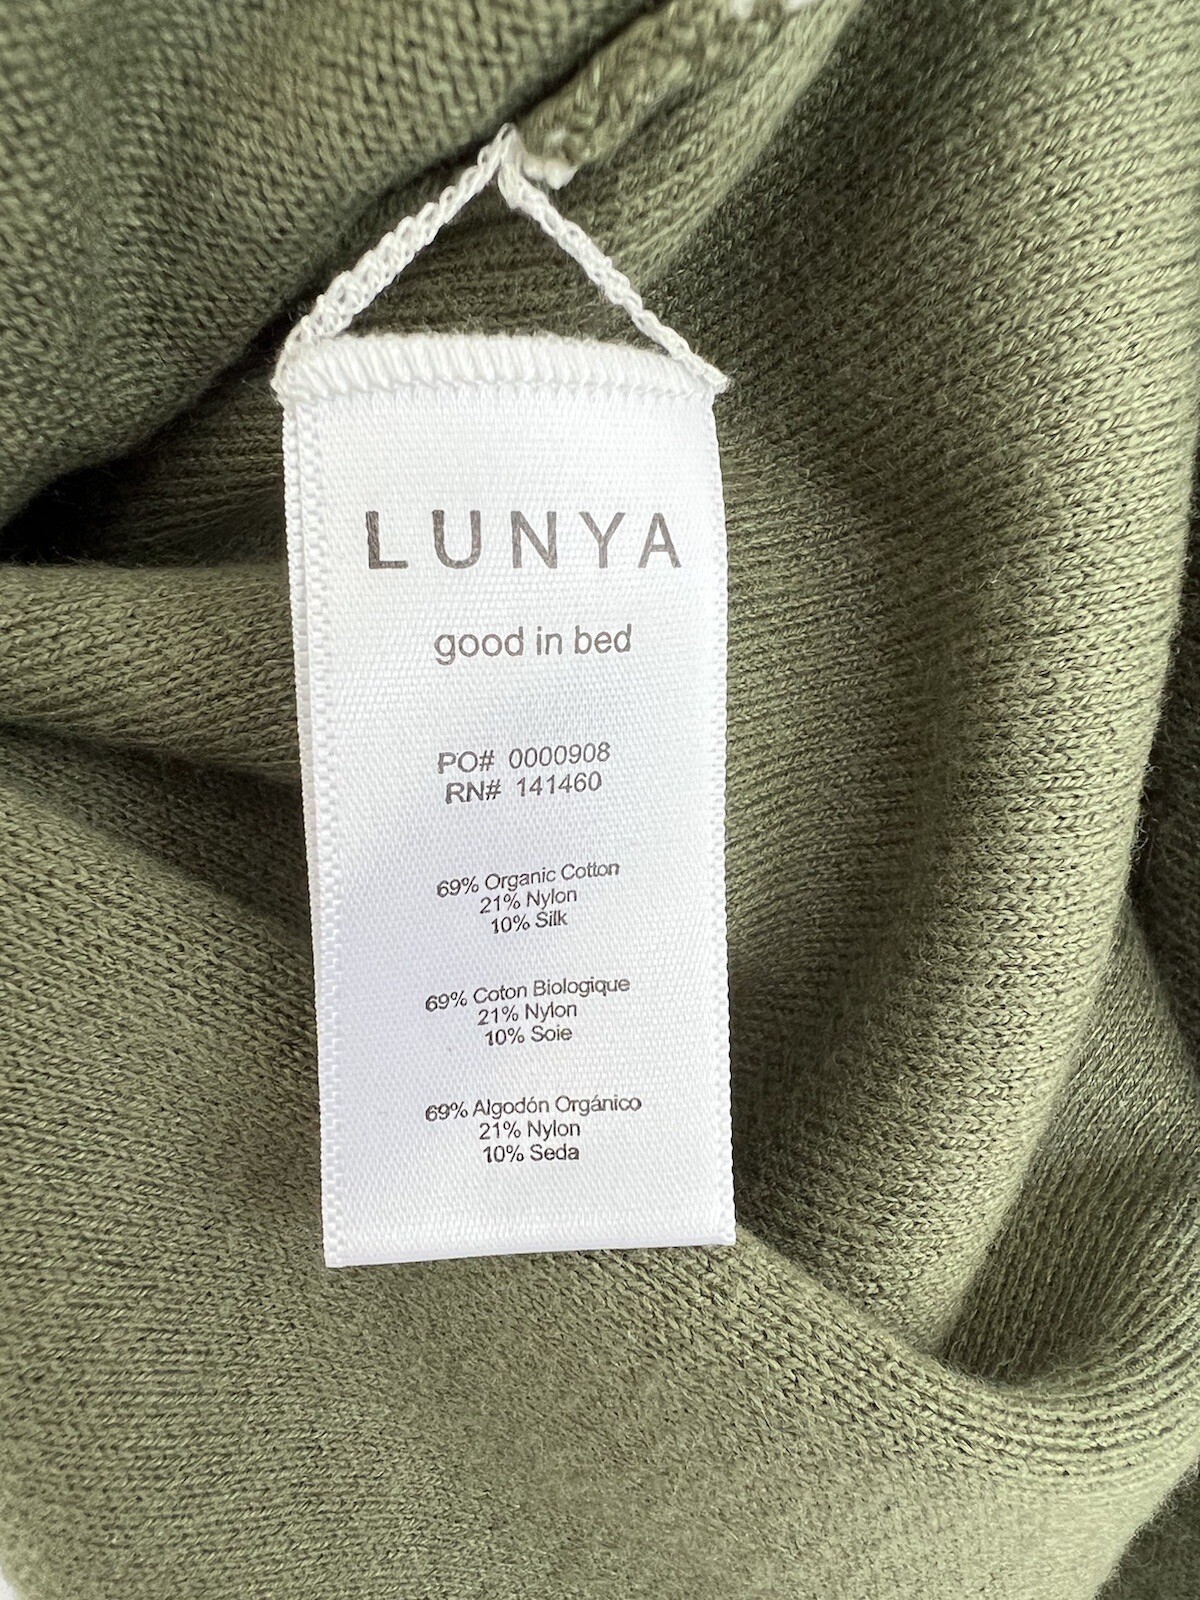 LUNYA
good in bed
PO# 0000908
RN# 141460
69% Organic Cotton
21% Nylon
10% Silk
69% Coton Biologique
21% Nylon
10% Soie
69% Algodón Orgánico
21% Nylon
10% Seda